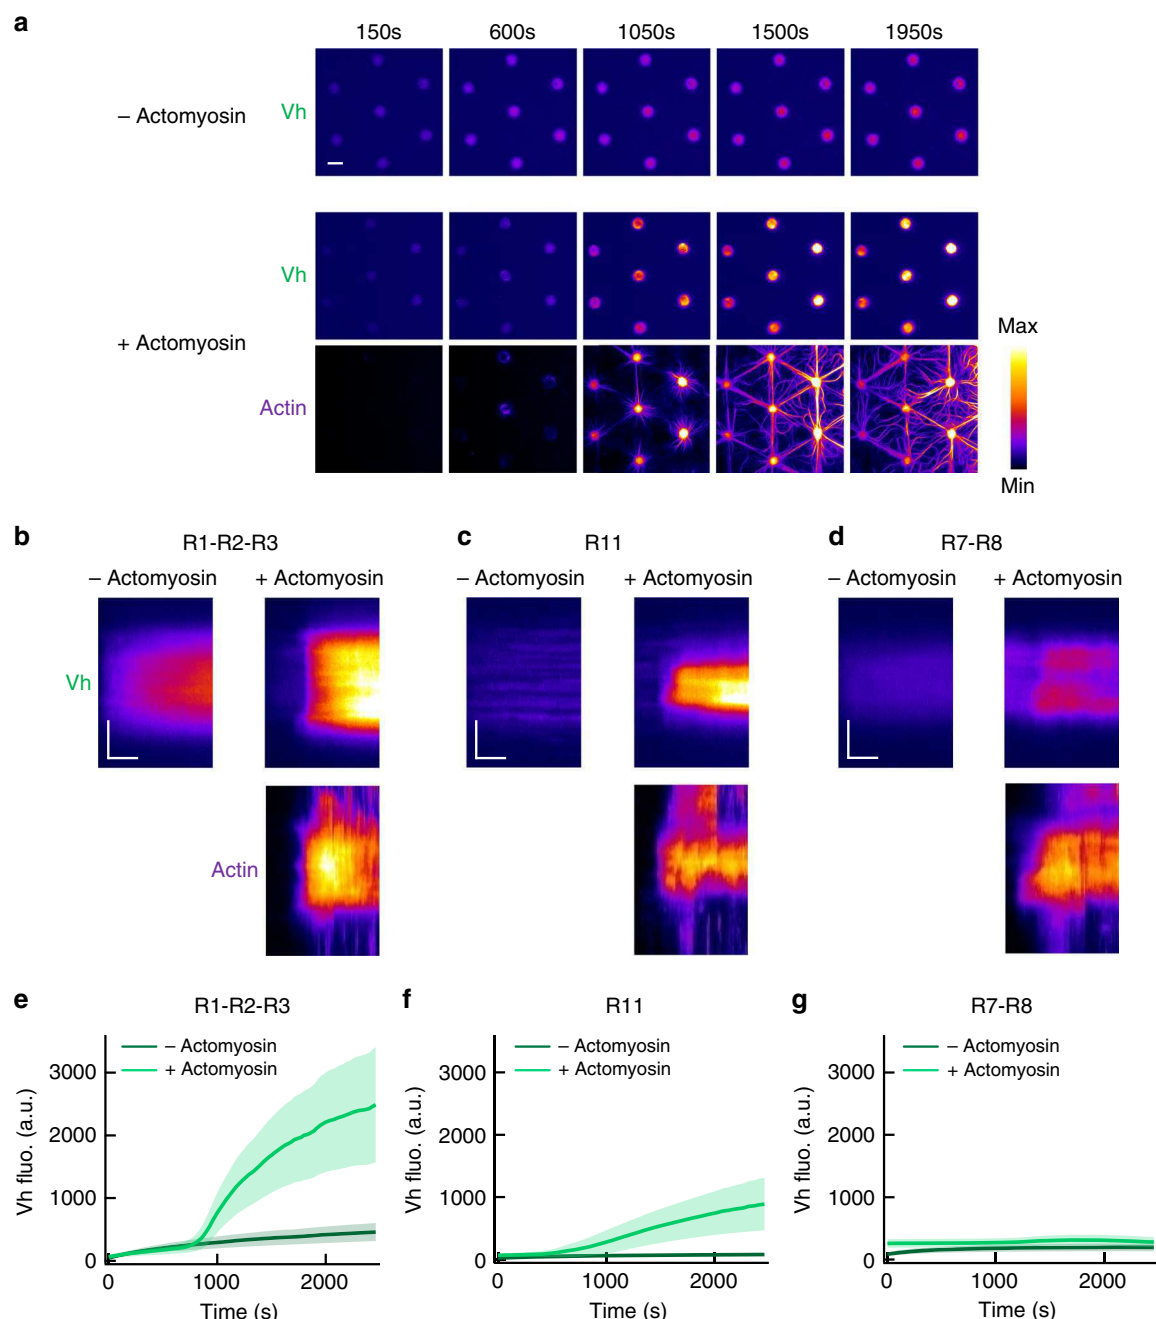 a
150s 600s 1050s 1500s 1950s
– Actomyosin Vh
Vh
+ Actomyosin
Actin
Max
Min
b R1-R2-R3
– Actomyosin + Actomyosin
c R11
– Actomyosin + Actomyosin
d R7-R8
– Actomyosin + Actomyosin
Vh
Actin
e R1-R2-R3
– Actomyosin
+ Actomyosin
3000
2000
1000
0
Vh fluo. (a.u.)
0 1000 2000
Time (s)
f R11
– Actomyosin
+ Actomyosin
3000
2000
1000
0
Vh fluo. (a.u.)
0 1000 2000
Time (s)
g R7-R8
– Actomyosin
+ Actomyosin
3000
2000
1000
0
Vh fluo. (a.u.)
0 1000 2000
Time (s)